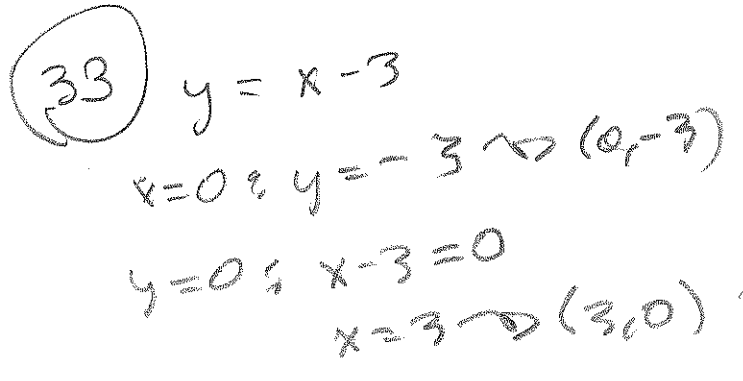 33 y = x - 3
x=0: y=-3 ⇝ (0,-3)
y=0: x-3=0
x=3 ⇝ (3,0)